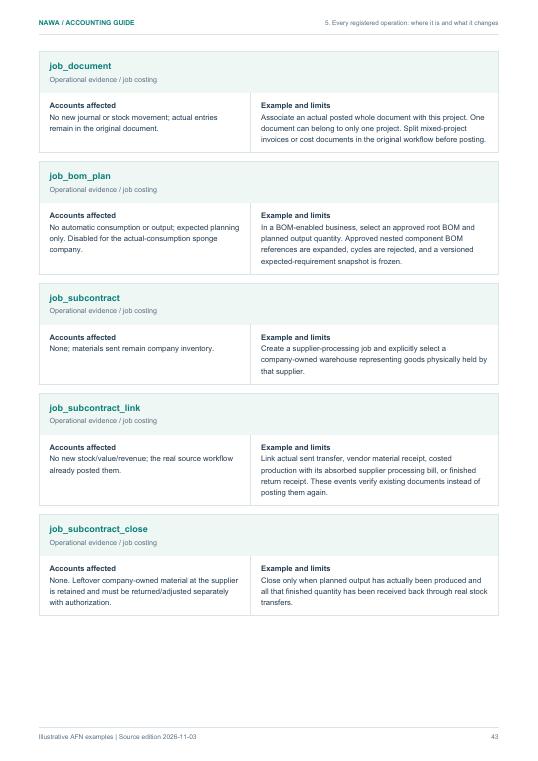 NAWA / ACCOUNTING GUIDE
5. Every registered operation: where it is and what it changes
job_document
Operational evidence / job costing
Accounts affected
No new journal or stock movement; actual entries
remain in the original document.
Example and limits
Associate an actual posted whole document with this project. One
document can belong to only one project. Split mixed-project
invoices or cost documents in the original workflow before posting.
job_bom_plan
Operational evidence / job costing
Accounts affected
No automatic consumption or output; expected planning
only. Disabled for the actual-consumption sponge
company.
Example and limits
In a BOM-enabled business, select an approved root BOM and
planned output quantity. Approved nested component BOM
references are expanded, cycles are rejected, and a versioned
expected-requirement snapshot is frozen.
job_subcontract
Operational evidence / job costing
Accounts affected
None; materials sent remain company inventory.
Example and limits
Create a supplier-processing job and explicitly select a
company-owned warehouse representing goods physically held by
that supplier.
job_subcontract_link
Operational evidence / job costing
Accounts affected
No new stock/value/revenue; the real source workflow
already posted them.
Example and limits
Link actual sent transfer, vendor material receipt, costed
production with its absorbed supplier processing bill, or finished
return receipt. These events verify existing documents instead of
posting them again.
job_subcontract_close
Operational evidence / job costing
Accounts affected
None. Leftover company-owned material at the supplier
is retained and must be returned/adjusted separately
with authorization.
Example and limits
Close only when planned output has actually been produced and
all that finished quantity has been received back through real stock
transfers.
Illustrative AFN examples | Source edition 2026-11-03
43